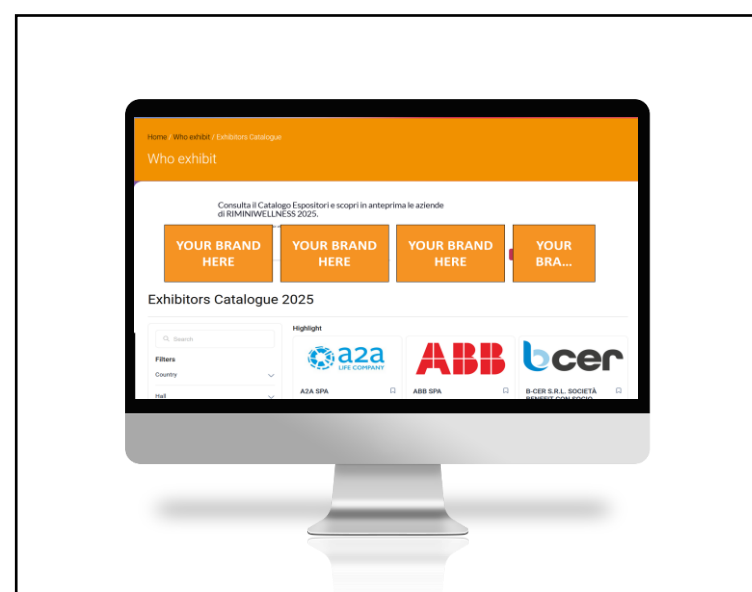 Home / Who exhibit / Exhibitors Catalogue
Who exhibit
Consulta il Catalogo Espositori e scopri in anteprima le aziende
di RIMINIWELLNESS 2025.
YOUR BRAND
HERE
YOUR BRAND
HERE
YOUR BRAND
HERE
YOUR
BRA...
Exhibitors Catalogue 2025
Search
Filters
Country
Hall
Highlight
a2a
LIFE COMPANY
ABB
bcer
A2A SPA
ABB SPA
B-CER S.R.L. SOCIETÀ
BENEFIT CON SOCIO